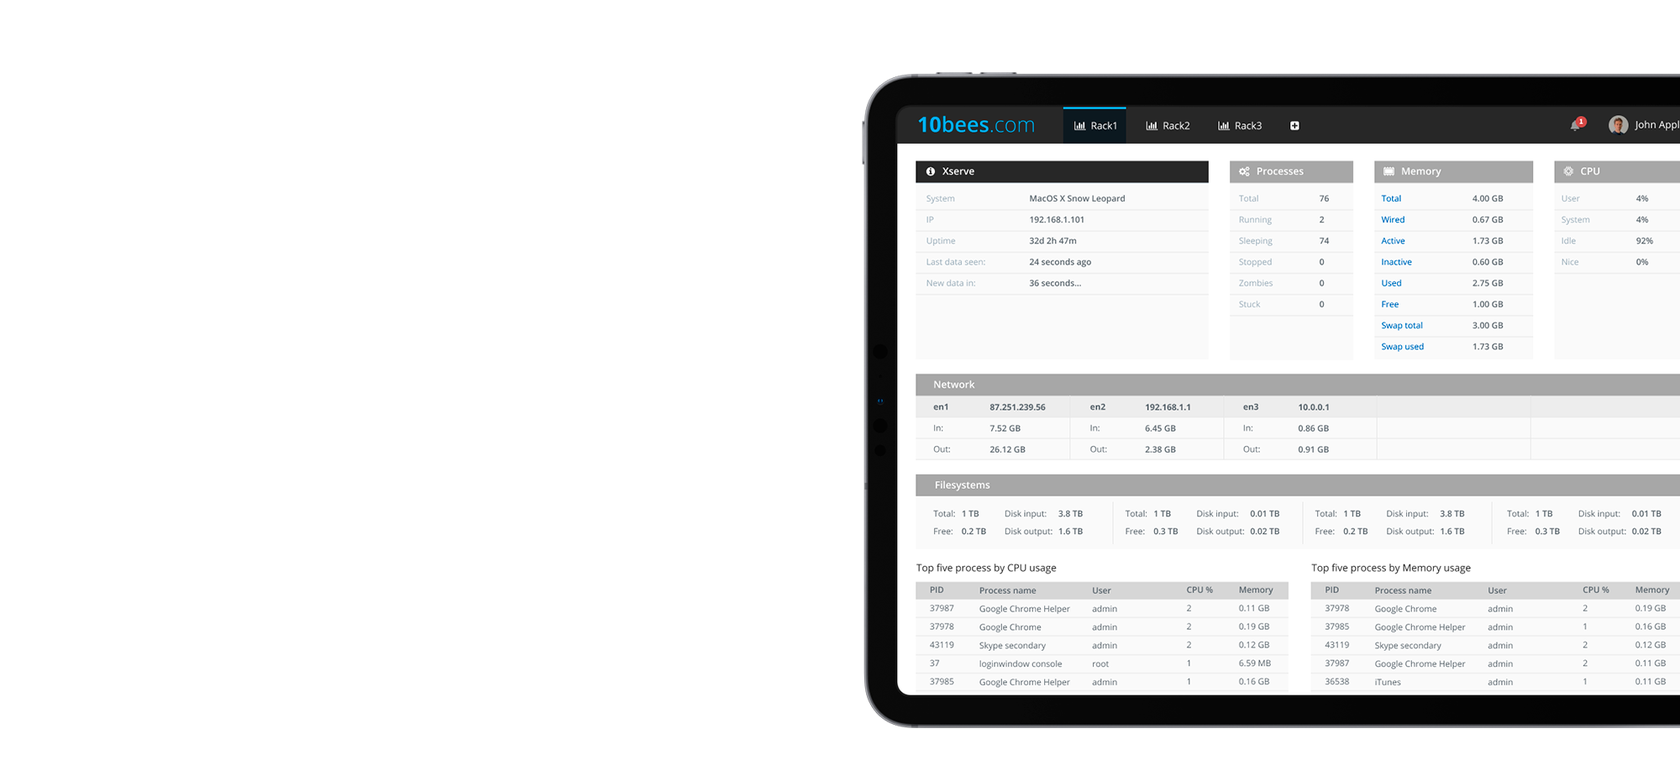 10bees.com Rack1 Rack2 Rack3 1 John Appl
Xserve
System MacOS X Snow Leopard
IP 192.168.1.101
Uptime 32d 2h 47m
Last data seen: 24 seconds ago
New data in: 36 seconds...
Processes
Total 76
Running 2
Sleeping 74
Stopped 0
Zombies 0
Stuck 0
Memory
Total 4.00 GB
Wired 0.67 GB
Active 1.73 GB
Inactive 0.60 GB
Used 2.75 GB
Free 1.00 GB
Swap total 3.00 GB
Swap used 1.73 GB
CPU
User 4%
System 4%
Idle 92%
Nice 0%
Network
en1 87.251.239.56 en2 192.168.1.1 en3 10.0.0.1
In: 7.52 GB In: 6.45 GB In: 0.86 GB
Out: 26.12 GB Out: 2.38 GB Out: 0.91 GB
Filesystems
Total: 1 TB Disk input: 3.8 TB Total: 1 TB Disk input: 0.01 TB Total: 1 TB Disk input: 3.8 TB Total: 1 TB Disk input: 0.01 TB
Free: 0.2 TB Disk output: 1.6 TB Free: 0.3 TB Disk output: 0.02 TB Free: 0.2 TB Disk output: 1.6 TB Free: 0.3 TB Disk output: 0.02 TB
Top five process by CPU usage
PID Process name User CPU % Memory
37987 Google Chrome Helper admin 2 0.11 GB
37978 Google Chrome admin 2 0.19 GB
43119 Skype secondary admin 2 0.12 GB
37 loginwindow console root 1 6.59 MB
37985 Google Chrome Helper admin 1 0.16 GB
Top five process by Memory usage
PID Process name User CPU % Memory
37978 Google Chrome admin 2 0.19 GB
37985 Google Chrome Helper admin 1 0.16 GB
43119 Skype secondary admin 2 0.12 GB
37987 Google Chrome Helper admin 2 0.11 GB
36538 iTunes admin 1 0.11 GB